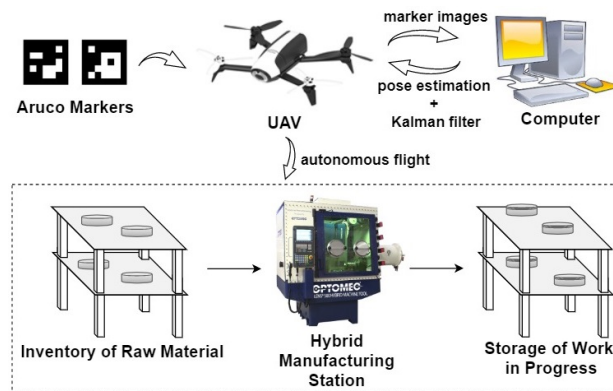 marker images
pose estimation
+
Kalman filter
Aruco Markers
UAV
Computer
autonomous flight
OPTOMEC
OPTOMEC
Inventory of Raw Material
Hybrid
Manufacturing
Station
Storage of Work
in Progress